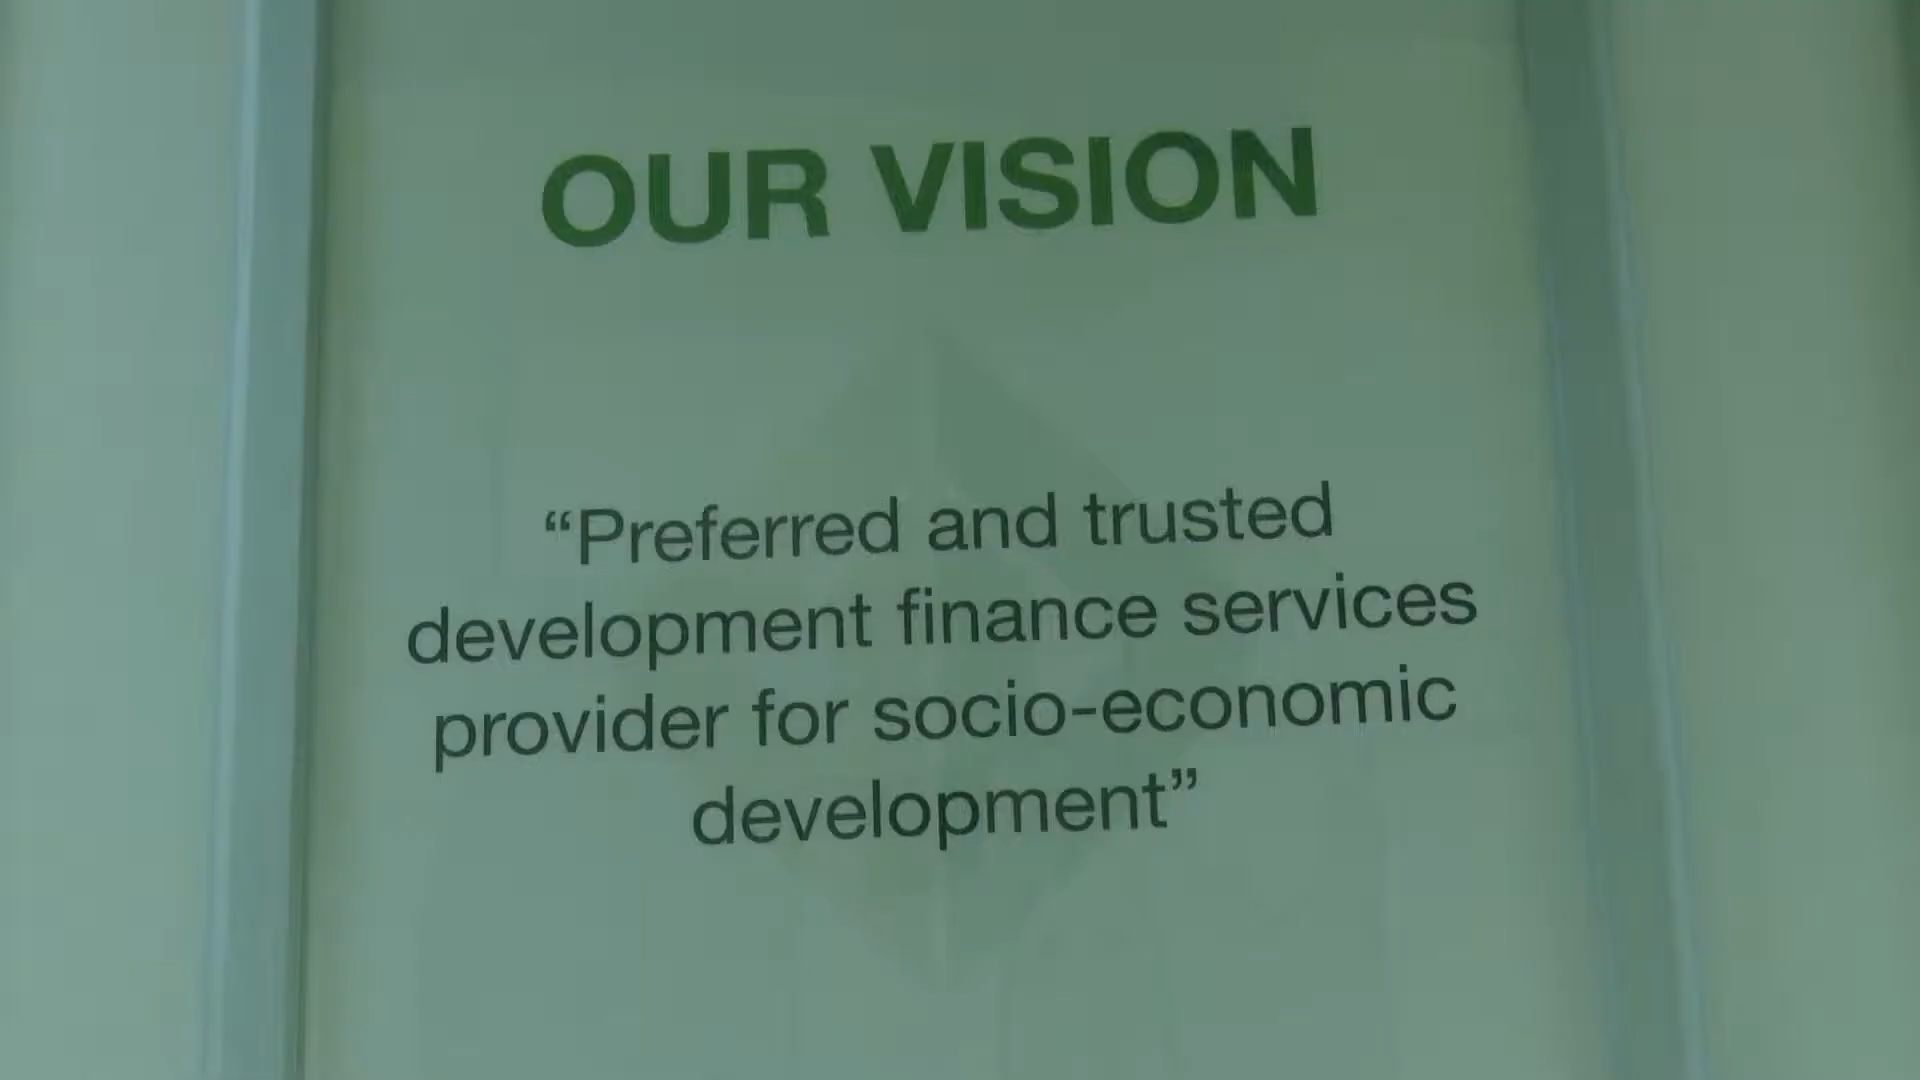 OUR VISION
“Preferred and trusted
development finance services
provider for socio-economic
development”